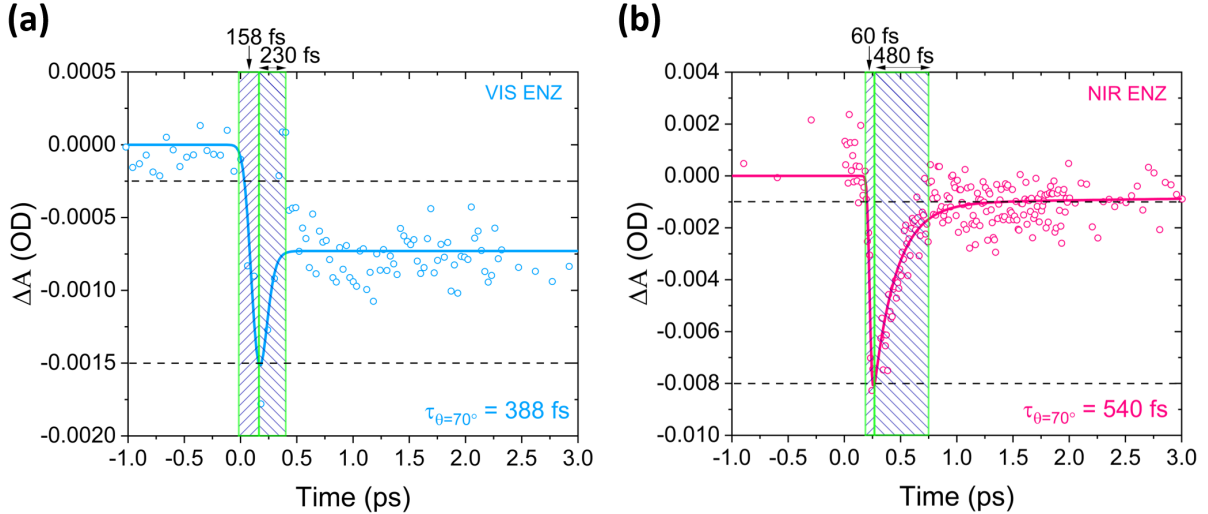 (a)
158 fs
230 fs
0.0005
0.0000
-0.0005
-0.0010
-0.0015
-0.0020
ΔA (OD)
VIS ENZ
τθ=70° = 388 fs
-1.0 -0.5 0.0 0.5 1.0 1.5 2.0 2.5 3.0
Time (ps)
(b)
60 fs
480 fs
0.004
0.002
0.000
-0.002
-0.004
-0.006
-0.008
-0.010
ΔA (OD)
NIR ENZ
τθ=70° = 540 fs
-1.0 -0.5 0.0 0.5 1.0 1.5 2.0 2.5 3.0
Time (ps)